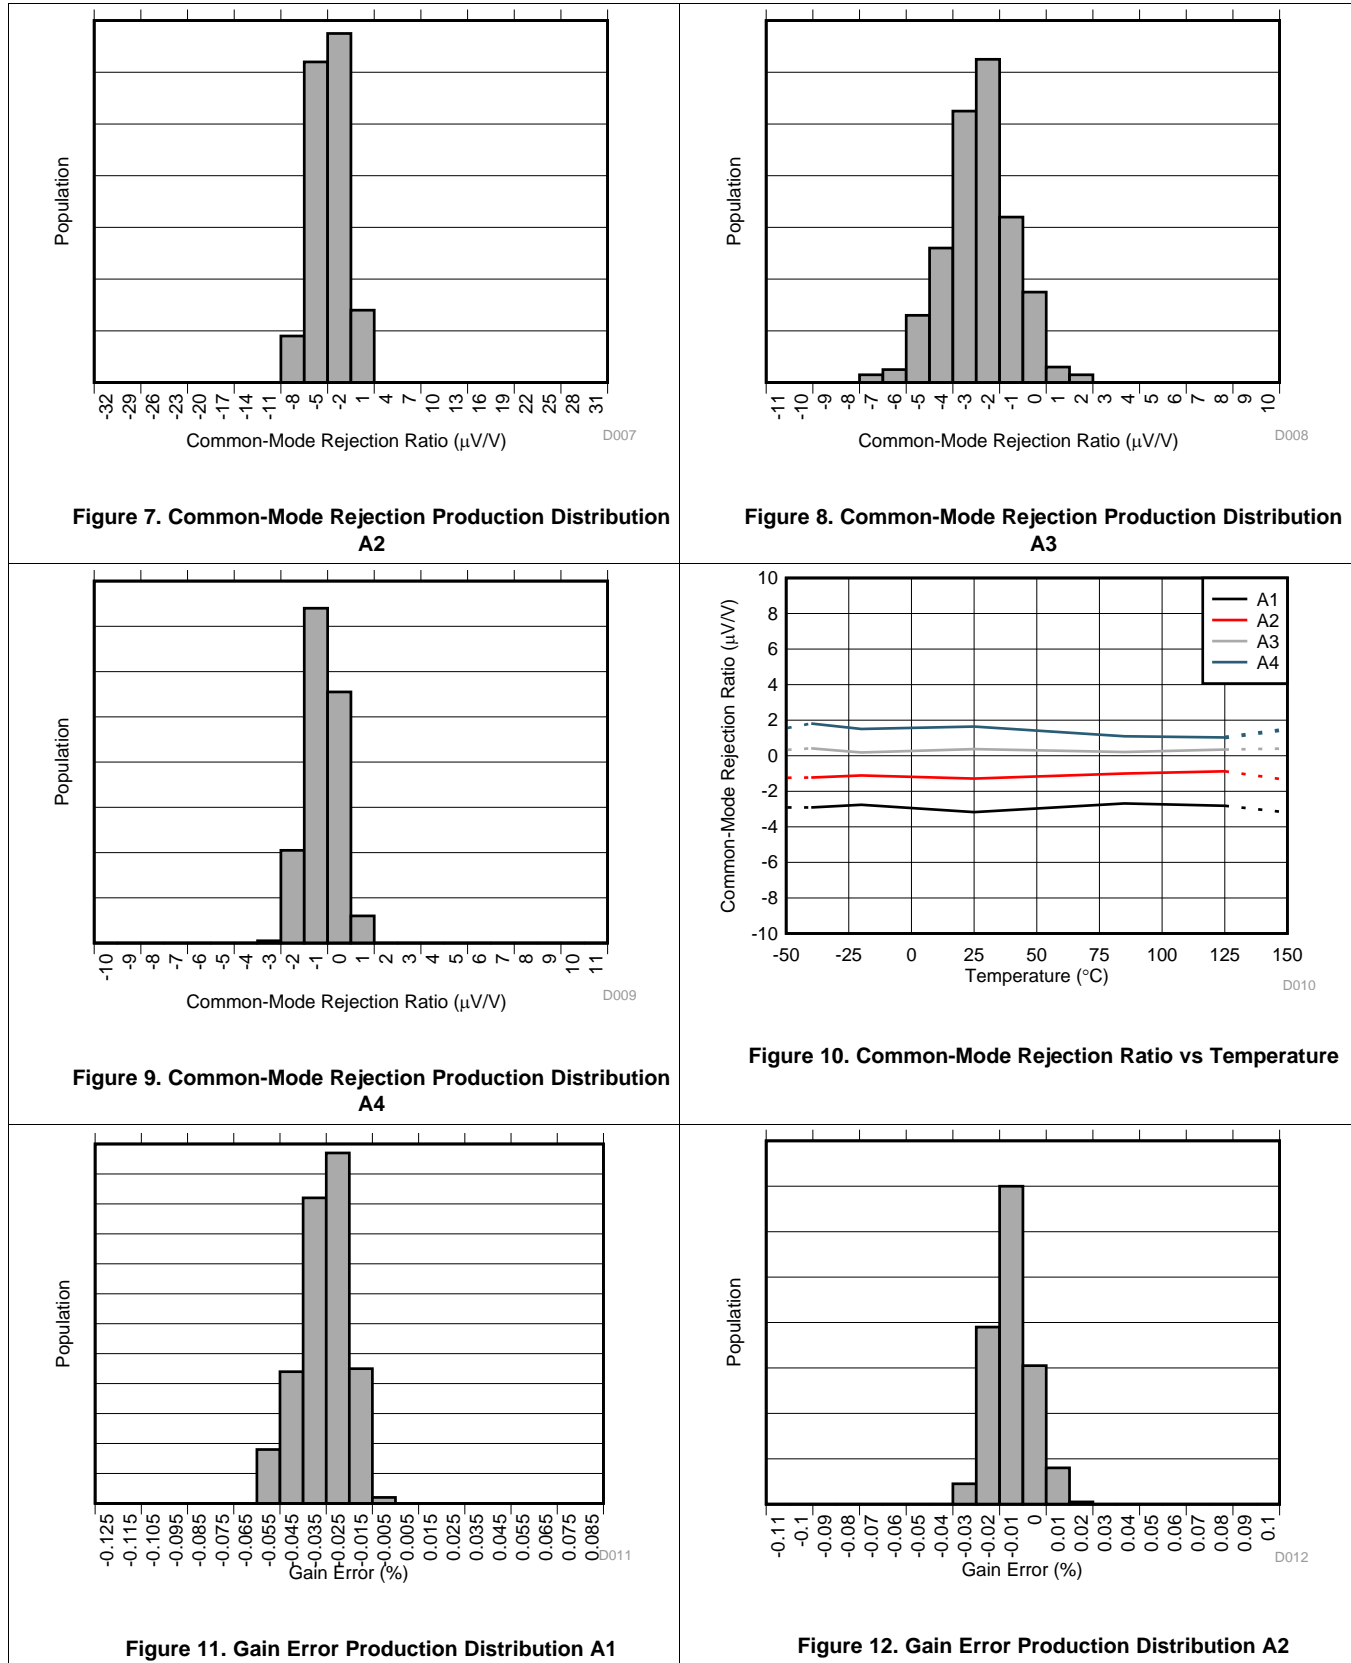 Population
-32 -29 -26 -23 -20 -17 -14 -11 -8 -5 -2 1 4 7 10 13 16 19 22 25 28 31
Common-Mode Rejection Ratio (µV/V)
D007
Figure 7. Common-Mode Rejection Production Distribution
A2
Population
-11 -10 -9 -8 -7 -6 -5 -4 -3 -2 -1 0 1 2 3 4 5 6 7 8 9 10
Common-Mode Rejection Ratio (µV/V)
D008
Figure 8. Common-Mode Rejection Production Distribution
A3
Population
-10 -9 -8 -7 -6 -5 -4 -3 -2 -1 0 1 2 3 4 5 6 7 8 9 10 11
Common-Mode Rejection Ratio (µV/V)
D009
Figure 9. Common-Mode Rejection Production Distribution
A4
Common-Mode Rejection Ratio (µV/V)
10
8
6
4
2
0
-2
-4
-6
-8
-10
A1
A2
A3
A4
-50 -25 0 25 50 75 100 125 150
Temperature (°C)
D010
Figure 10. Common-Mode Rejection Ratio vs Temperature
Population
-0.125 -0.115 -0.105 -0.095 -0.085 -0.075 -0.065 -0.055 -0.045 -0.035 -0.025 -0.015 -0.005 0.005 0.015 0.025 0.035 0.045 0.055 0.065 0.075 0.085
Gain Error (%)
D011
Figure 11. Gain Error Production Distribution A1
Population
-0.11 -0.1 -0.09 -0.08 -0.07 -0.06 -0.05 -0.04 -0.03 -0.02 -0.01 0 0.01 0.02 0.03 0.04 0.05 0.06 0.07 0.08 0.09 0.1
Gain Error (%)
D012
Figure 12. Gain Error Production Distribution A2